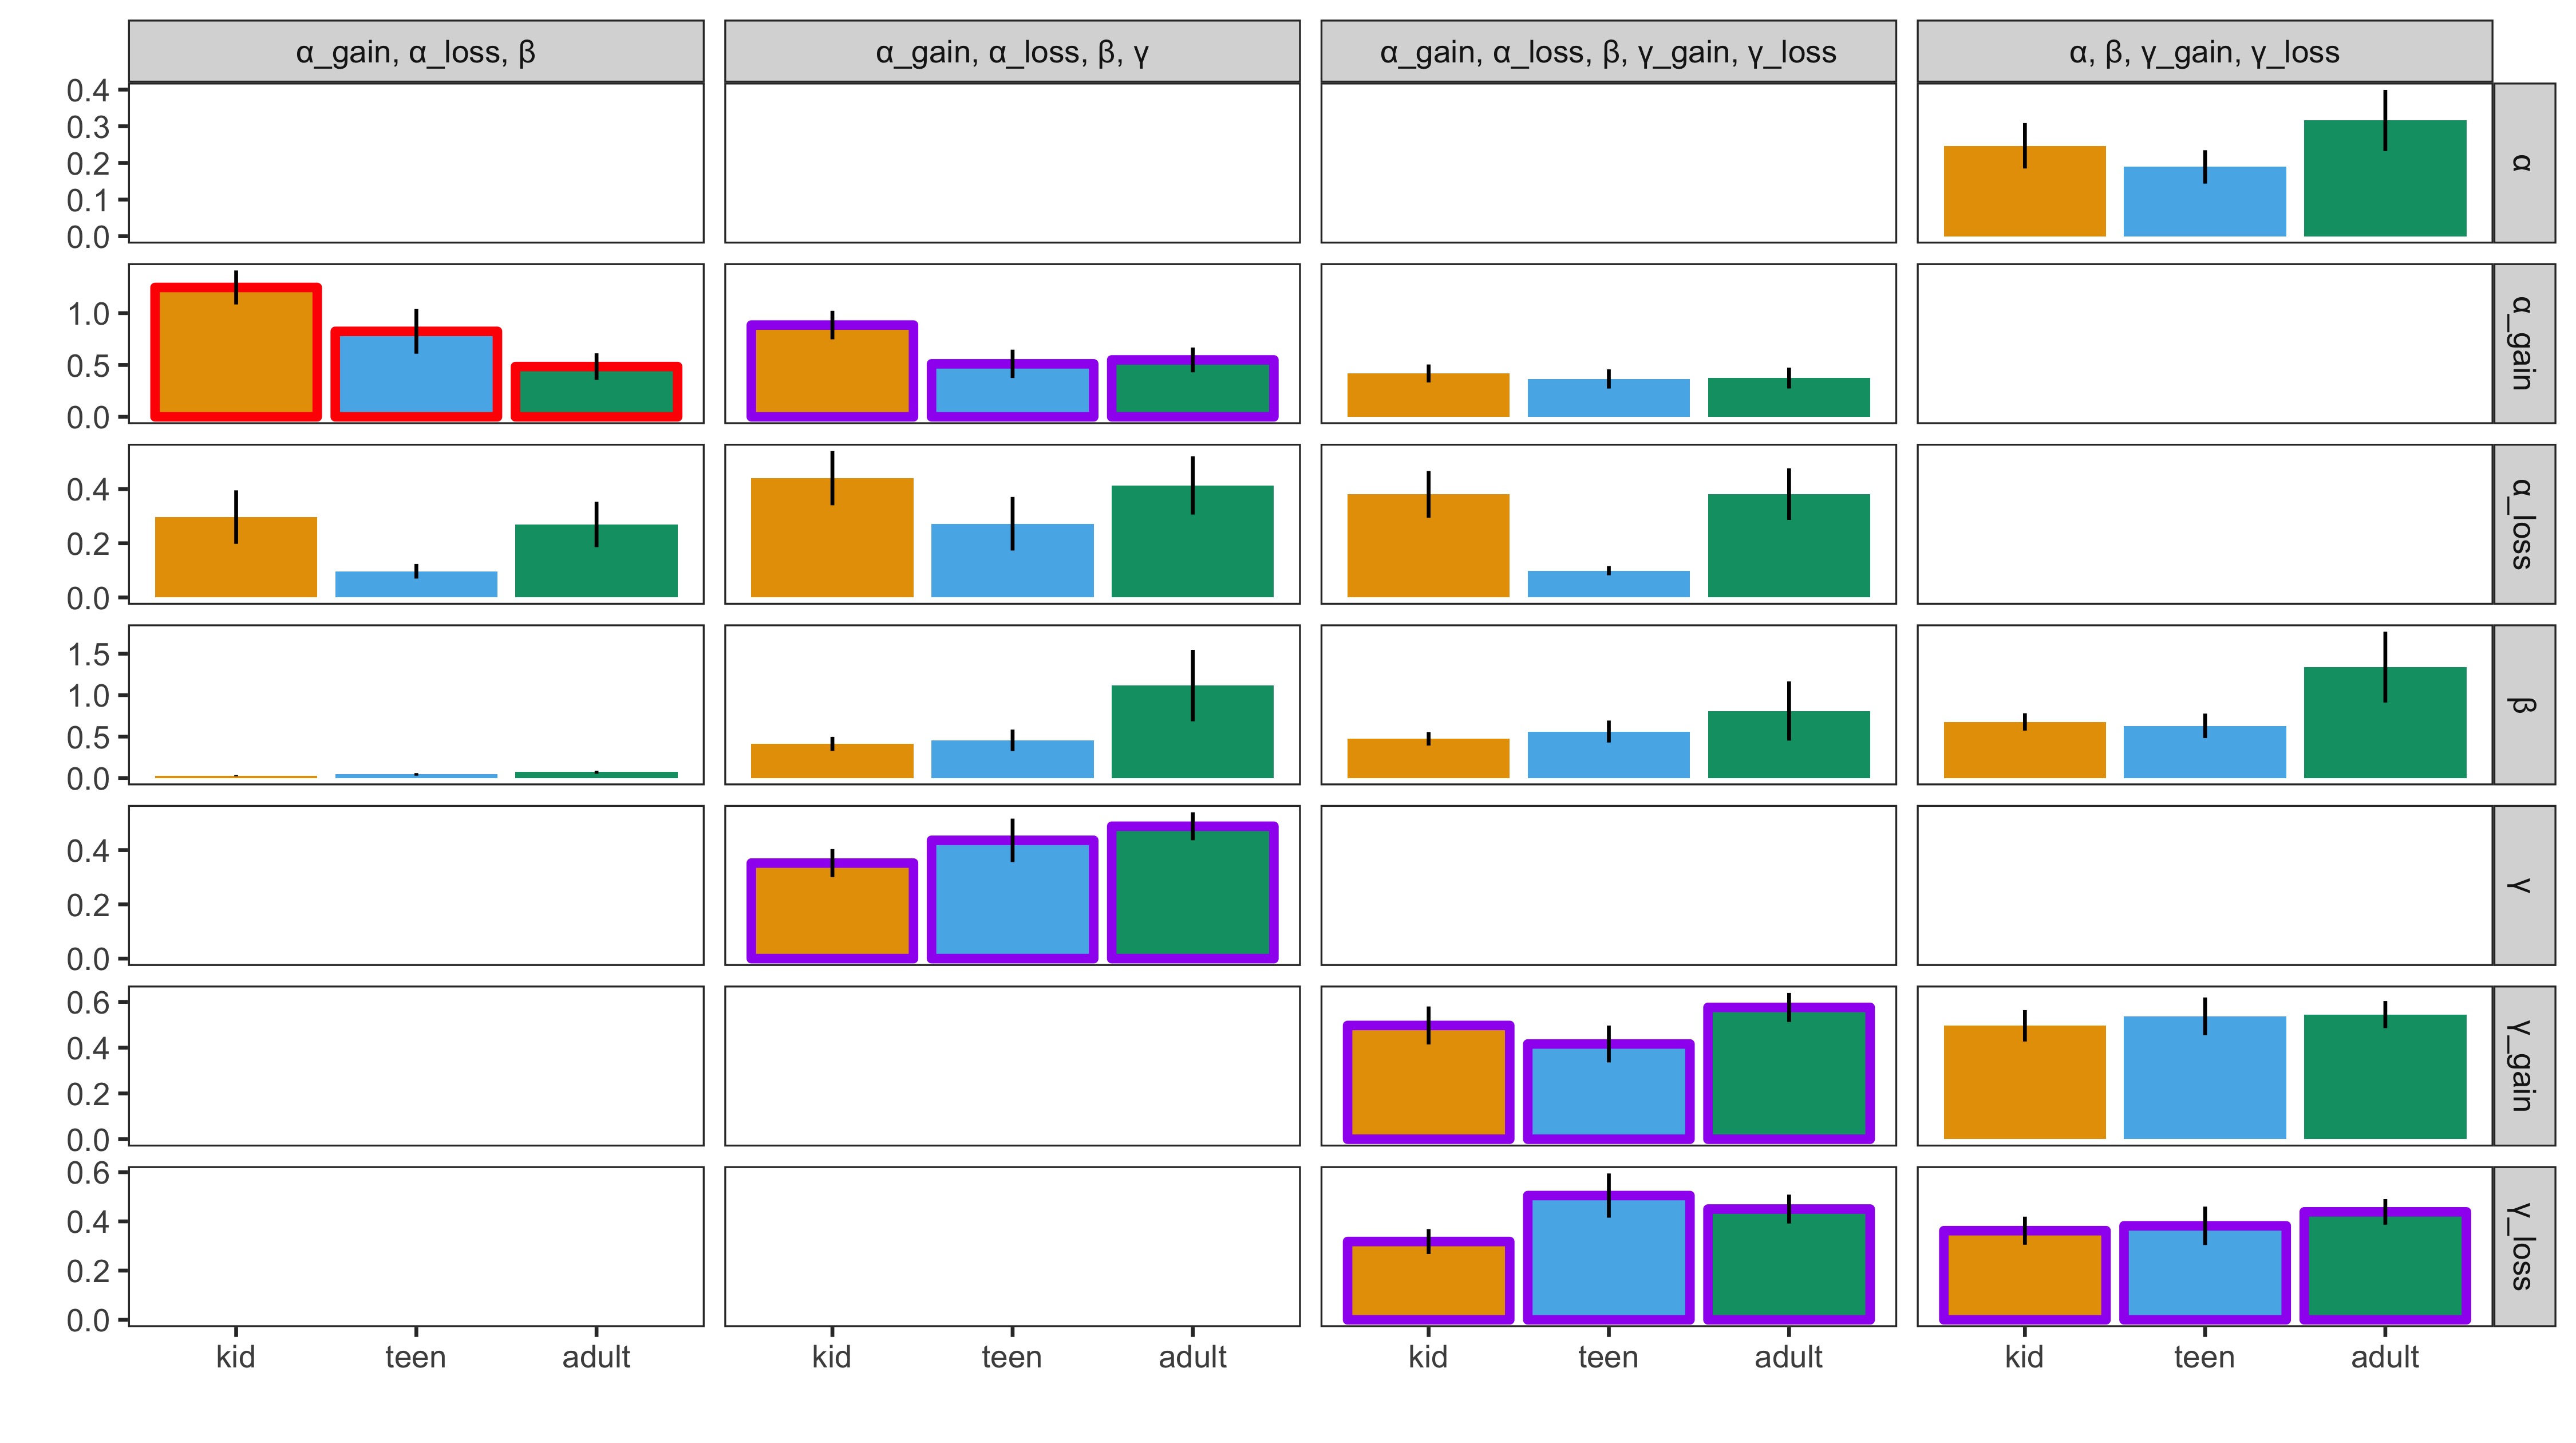 α_gain, α_loss, β
α_gain, α_loss, β, γ
α_gain, α_loss, β, γ_gain, γ_loss
α, β, γ_gain, γ_loss
0.4
0.3
0.2
0.1
0.0
α
1.0
0.5
0.0
α_gain
0.4
0.2
0.0
α_loss
1.5
1.0
0.5
0.0
β
0.4
0.2
0.0
γ
0.6
0.4
0.2
0.0
γ_gain
0.6
0.4
0.2
0.0
γ_loss
kid teen adult
kid teen adult
kid teen adult
kid teen adult